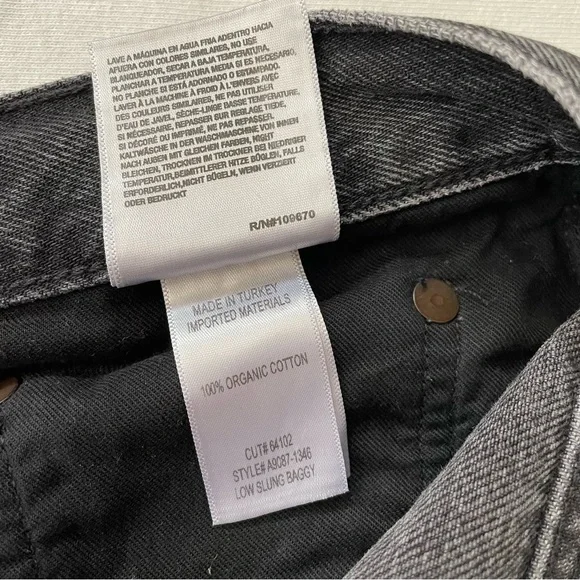 LAVE A MÁQUINA EN AGUA FRIA ADENTRO HACIA
AFUERA CON COLORES SIMILARES. NO USE
BLANQUEADOR, SECAR A BAJA TEMPERATURA,
PLANCHAR A TEMPERATURA MEDIA SI ES NECESARIO,
NO PLANCHE SI ESTÁ ADORNADO O ESTAMPADO.
LAVER À LA MACHINE À FROID À L'ENVERS AVEC
DES COULEURS SIMILAIRES, NE PAS UTILISER
D'EAU DE JAVEL, SÈCHE-LINGE BASSE TEMPÉRATURE,
SI NÉCESSAIRE, REPASSER SUR REGLAGE TIEDE,
SI DÉCORÉ OU IMPRIMÉ, NE PAS REPASSER
KALTWÄSCHE IN DER WASCHMASCHINE VON INNEN
NACH AUßEN MIT GLEICHEN FARBEN, NICHT
BLEICHEN, TROCKNEN IM TROCKNER BEI NIEDRIGER
TEMPERATUR, BEI MITTLERER HITZE BÜGELN, FALLS
ERFORDERLICH, NICHT BÜGELN, WENN VERZIERT
ODER BEDRUCKT
R/N#109670
MADE IN TURKEY
IMPORTED MATERIALS
100% ORGANIC COTTON
CUT# 64102
STYLE# A9087-1346
LOW SLUNG BAGGY